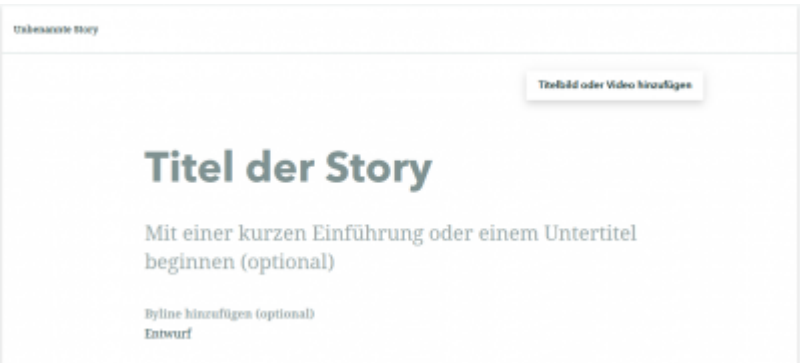 Unbenannte Story
Titelbild oder Video hinzufügen
Titel der Story
Mit einer kurzen Einführung oder einem Untertitel
beginnen (optional)
Byline hinzufügen (optional)
Entwurf